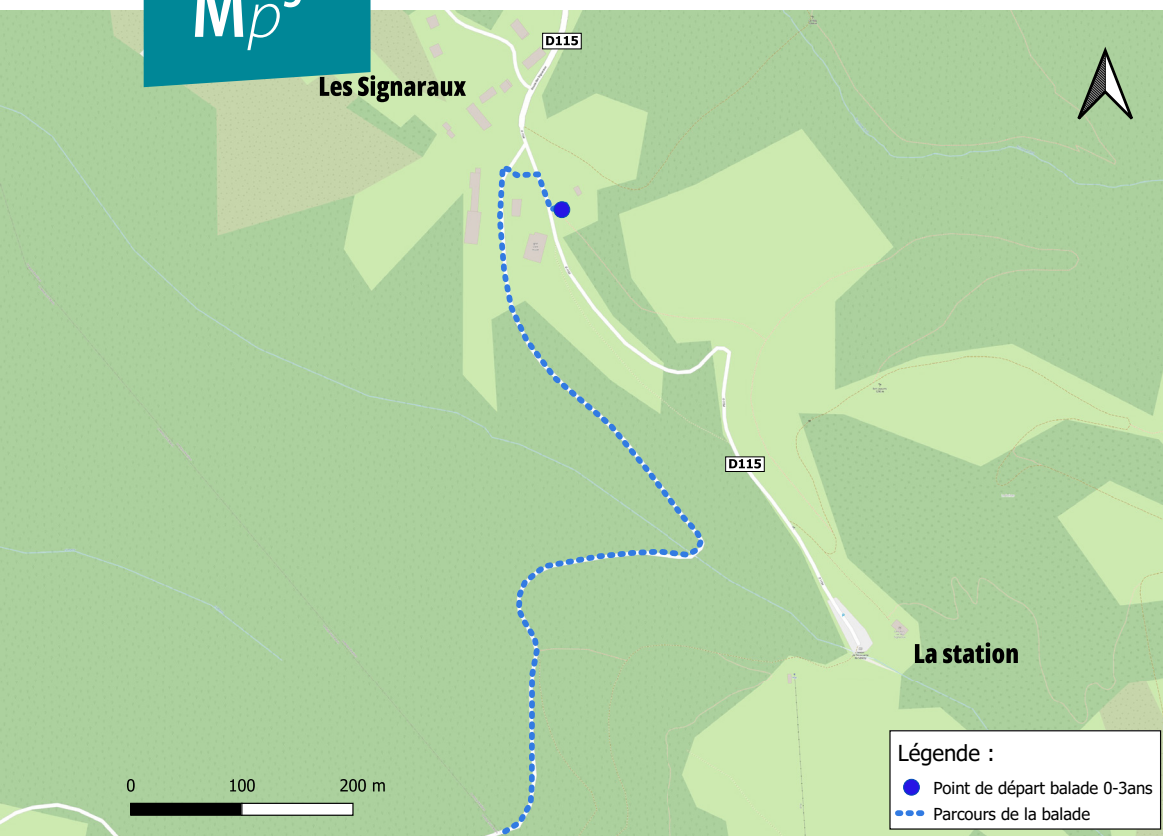 Mp
D115
Les Signaraux
D115
La station
0 100 200 m
Légende :
Point de départ balade 0-3ans
Parcours de la balade